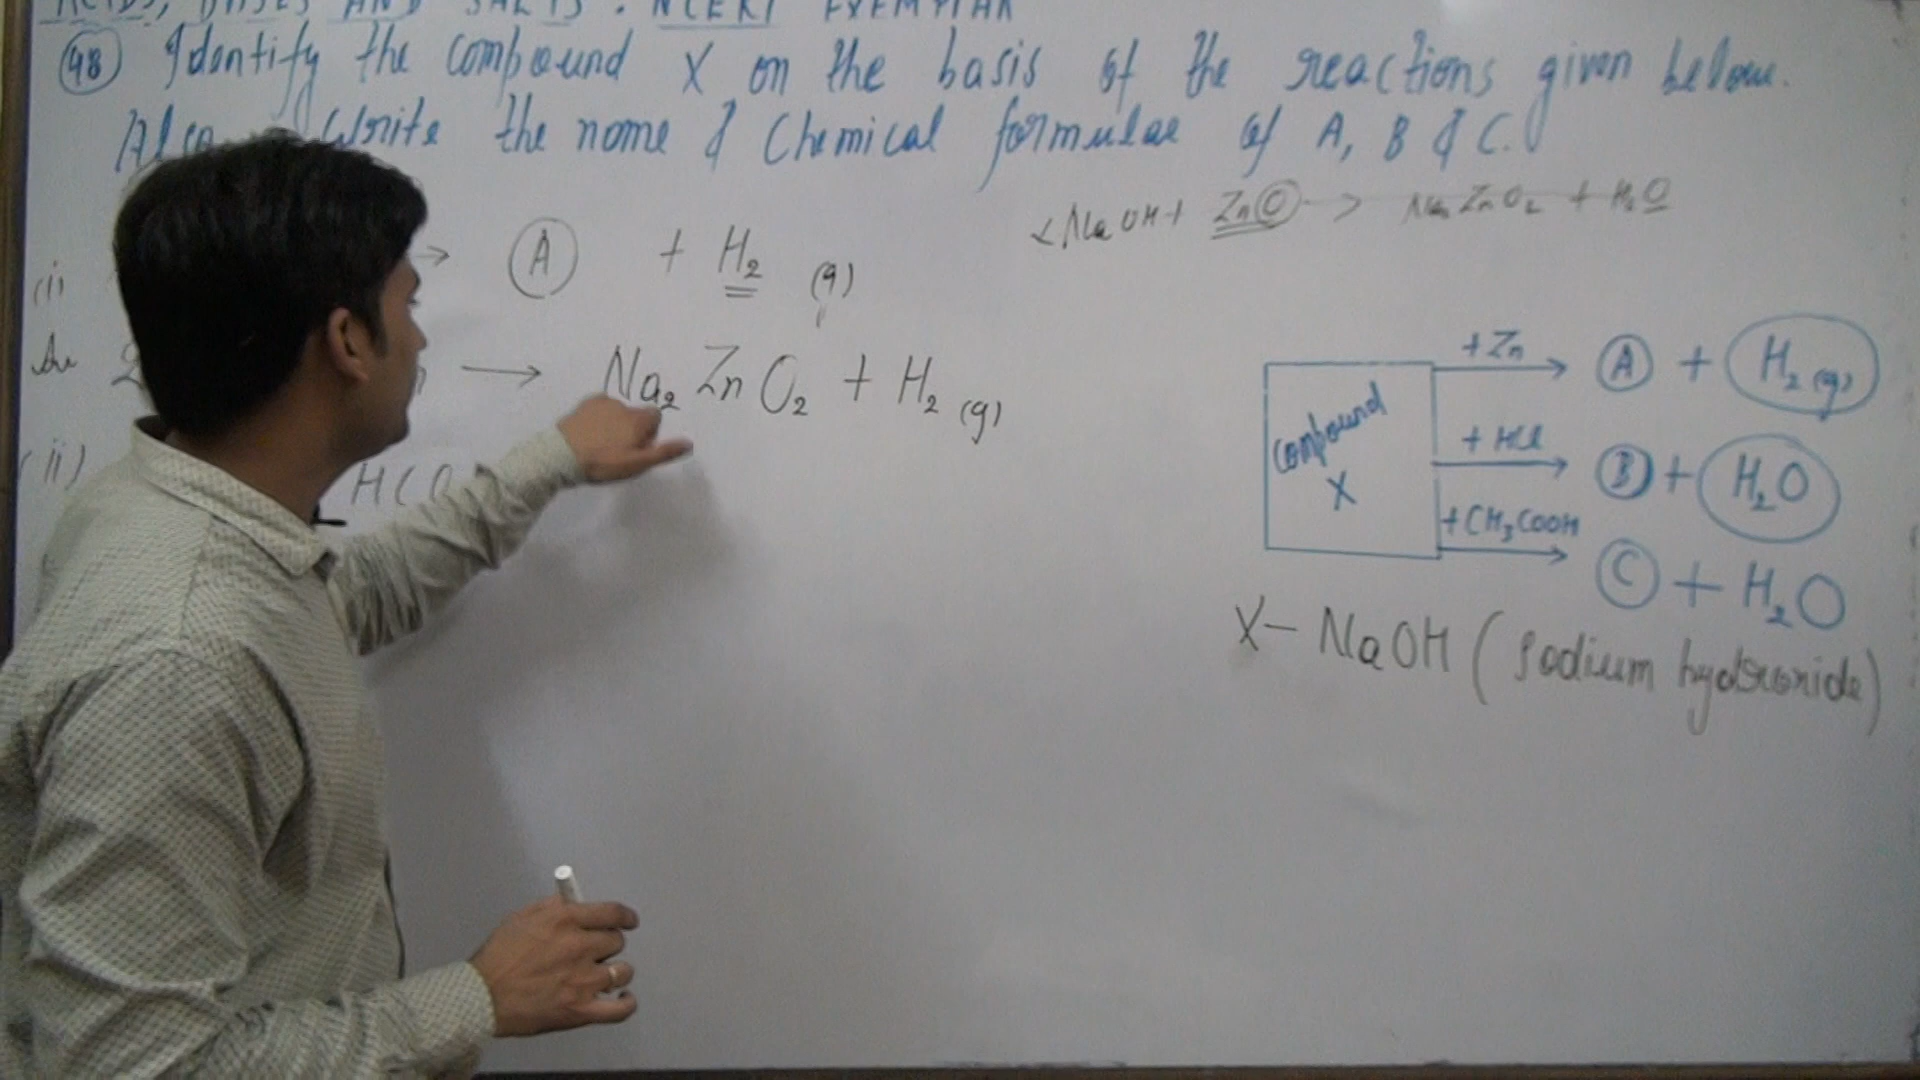 ACIDS, BASES AND SALTS . NCERT EXEMPLAR
(48) Identify the compound X on the basis of the reactions given below.
Also write the name & Chemical formulae of A, B & C.
2NaOH + ZnO → Na2ZnO2 + H2O
(i) → A + H2 (g)
→ Na2ZnO2 + H2 (g)
(ii)
compound X
+Zn → A + H2 (g)
+ HCl → B + H2O
+CH3COOH → C + H2O
X - NaOH (Sodium hydroxide)